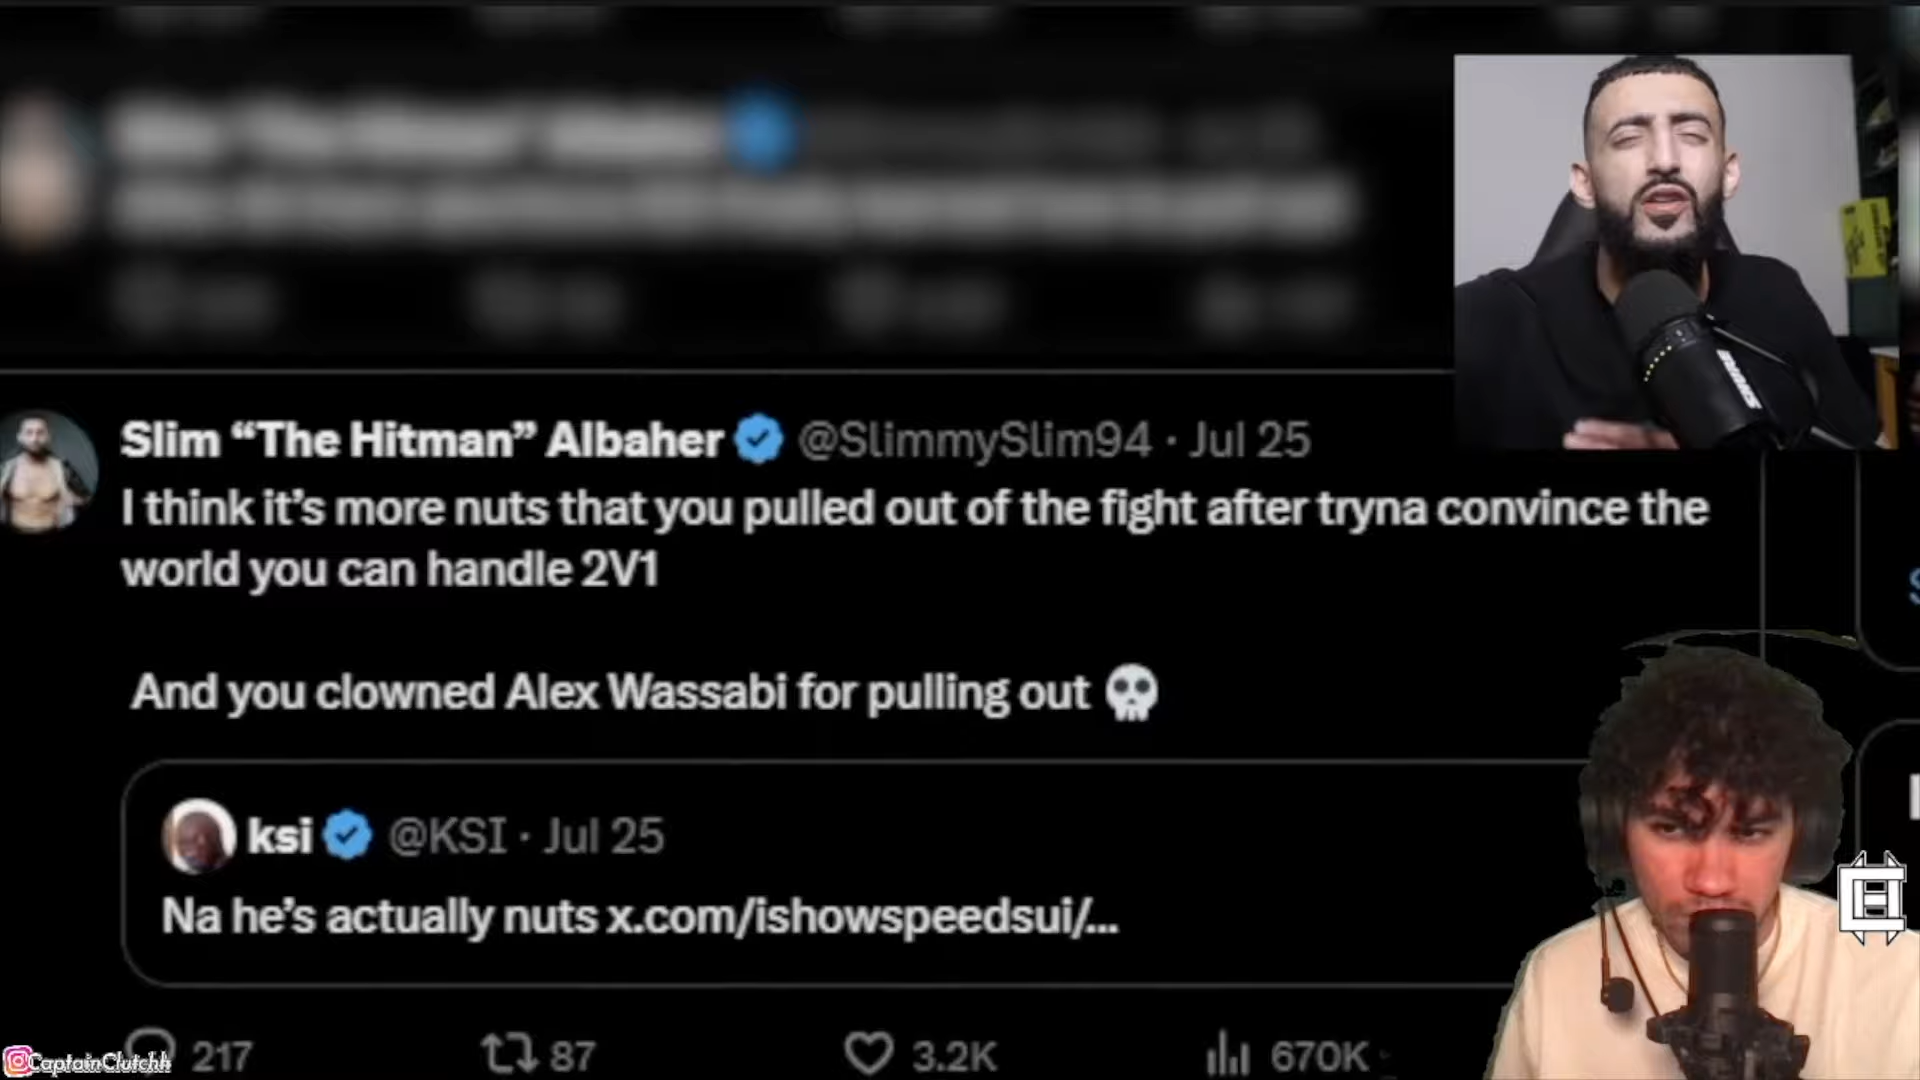 Slim “The Hitman” Albaher @SlimmySlim94 · Jul 25
I think it’s more nuts that you pulled out of the fight after tryna convince the
world you can handle 2V1
And you clowned Alex Wassabi for pulling out 💀
ksi @KSI · Jul 25
Na he’s actually nuts x.com/ishowspeedsui/...
217 87 3.2K 670K
CaptainClutchh
SHURE